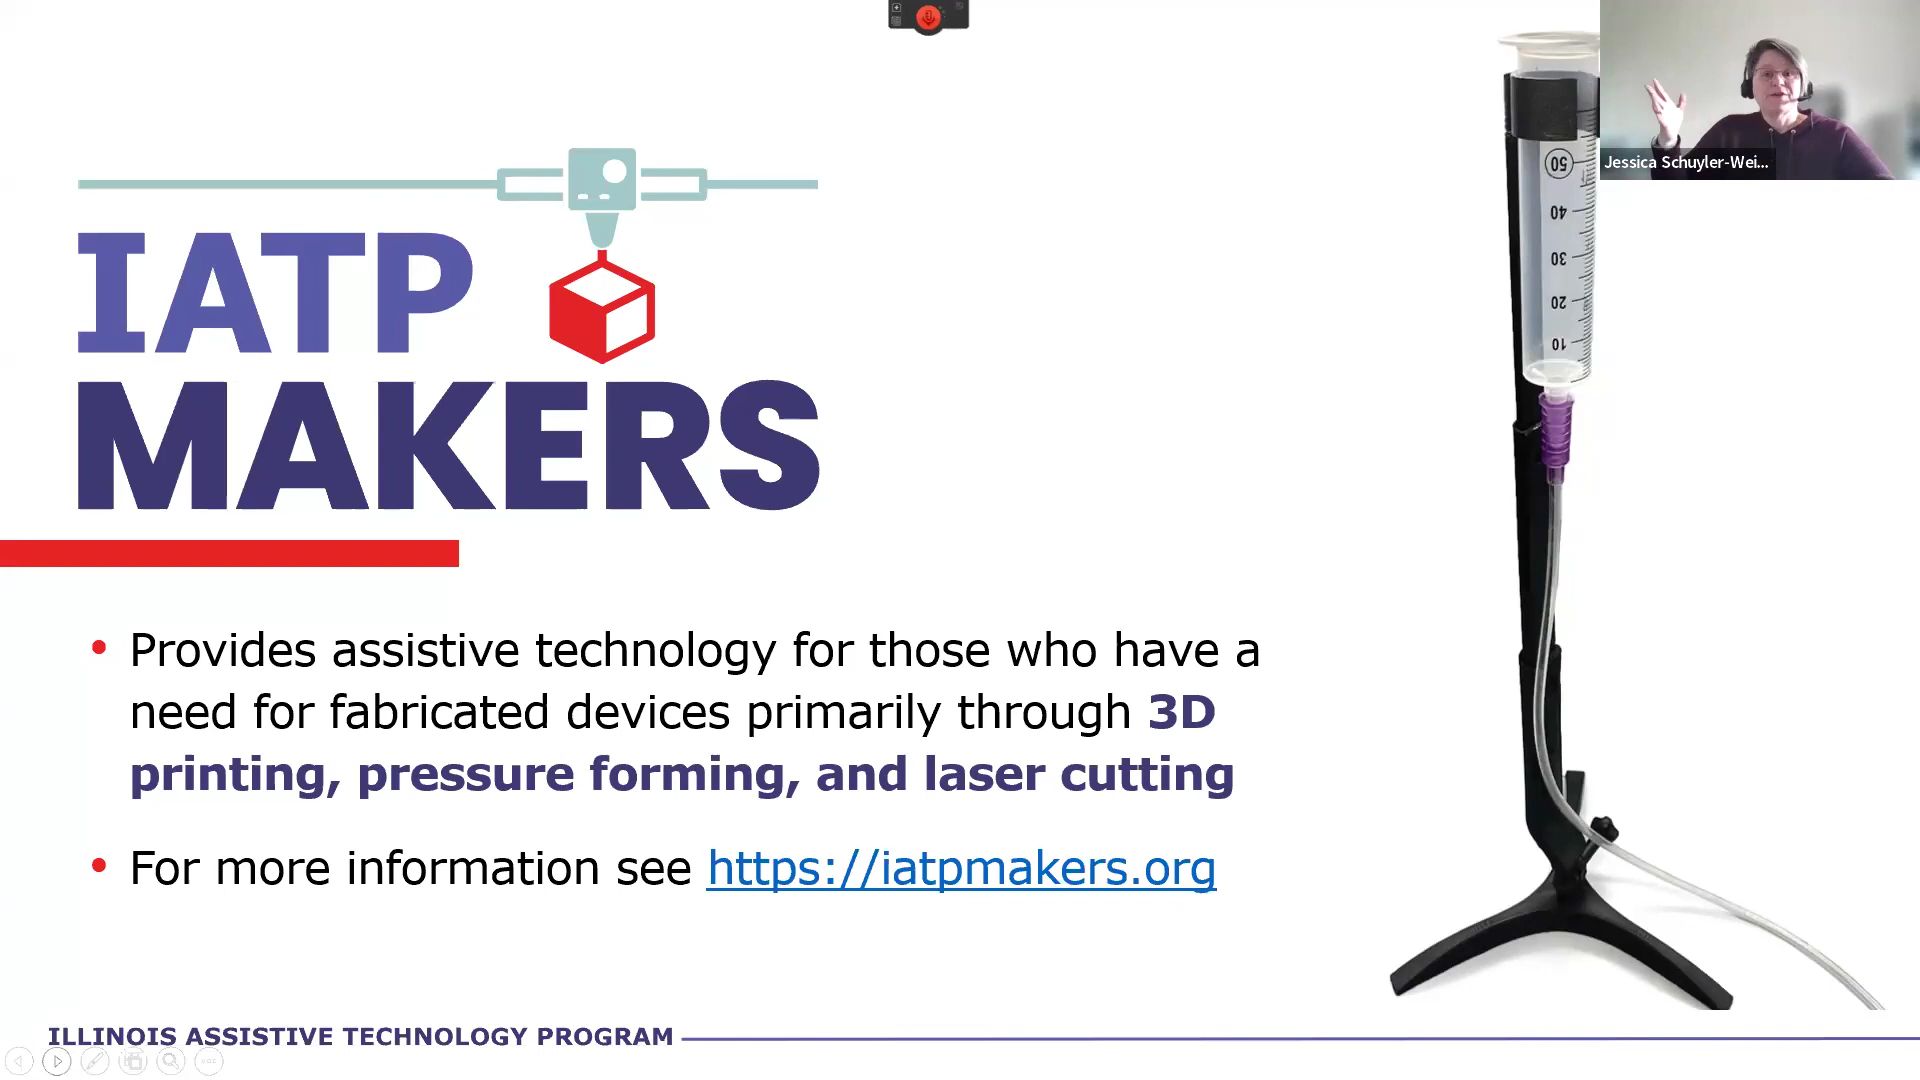 Jessica Schuyler-Wei...
50
40
30
20
10
IATP
MAKERS
• Provides assistive technology for those who have a
need for fabricated devices primarily through 3D
printing, pressure forming, and laser cutting
• For more information see https://iatpmakers.org
ILLINOIS ASSISTIVE TECHNOLOGY PROGRAM